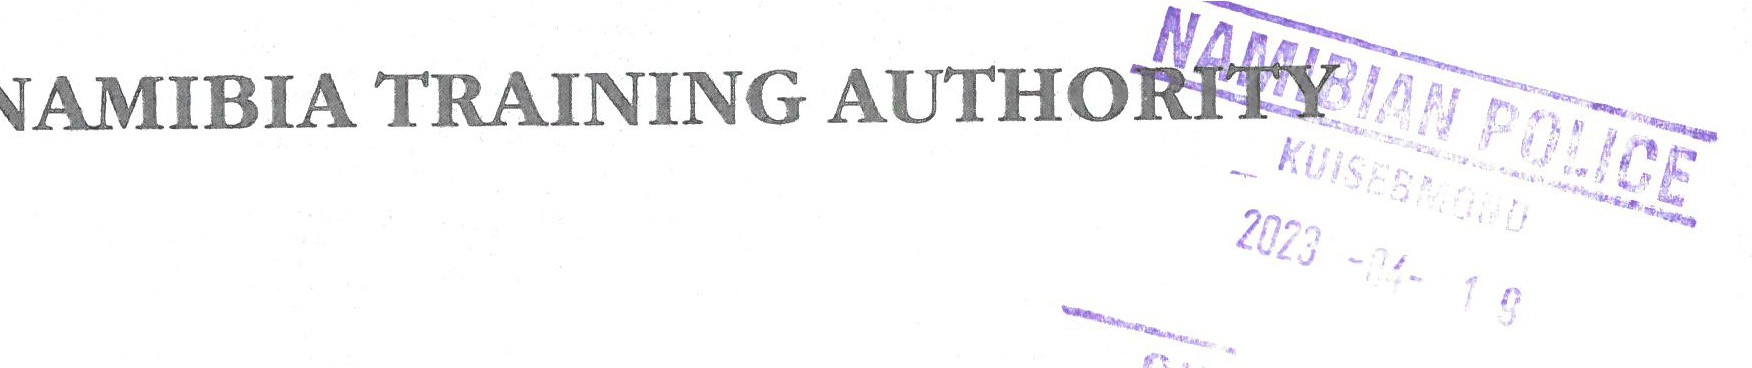 NAMIBIA TRAINING AUTHORITY
NAMIBIAN POLICE
KUISEBMOND
2023 -04- 19